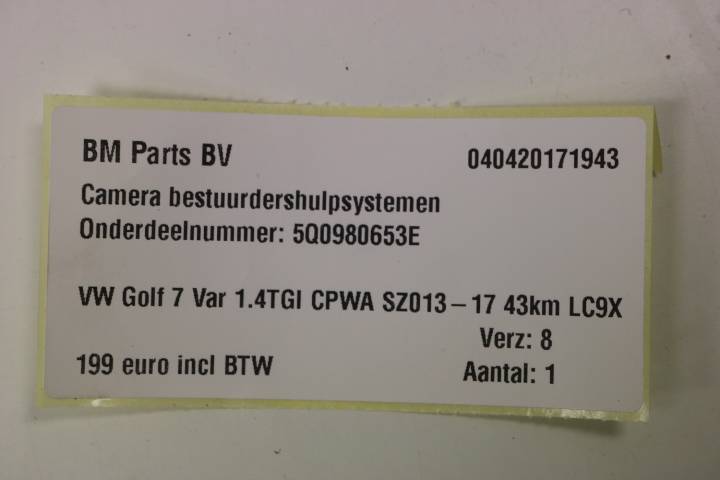 BM Parts BV 040420171943
Camera bestuurdershulpsystemen
Onderdeelnummer: 5Q0980653E
VW Golf 7 Var 1.4TGI CPWA SZ013-17 43km LC9X
Verz: 8
199 euro incl BTW Aantal: 1